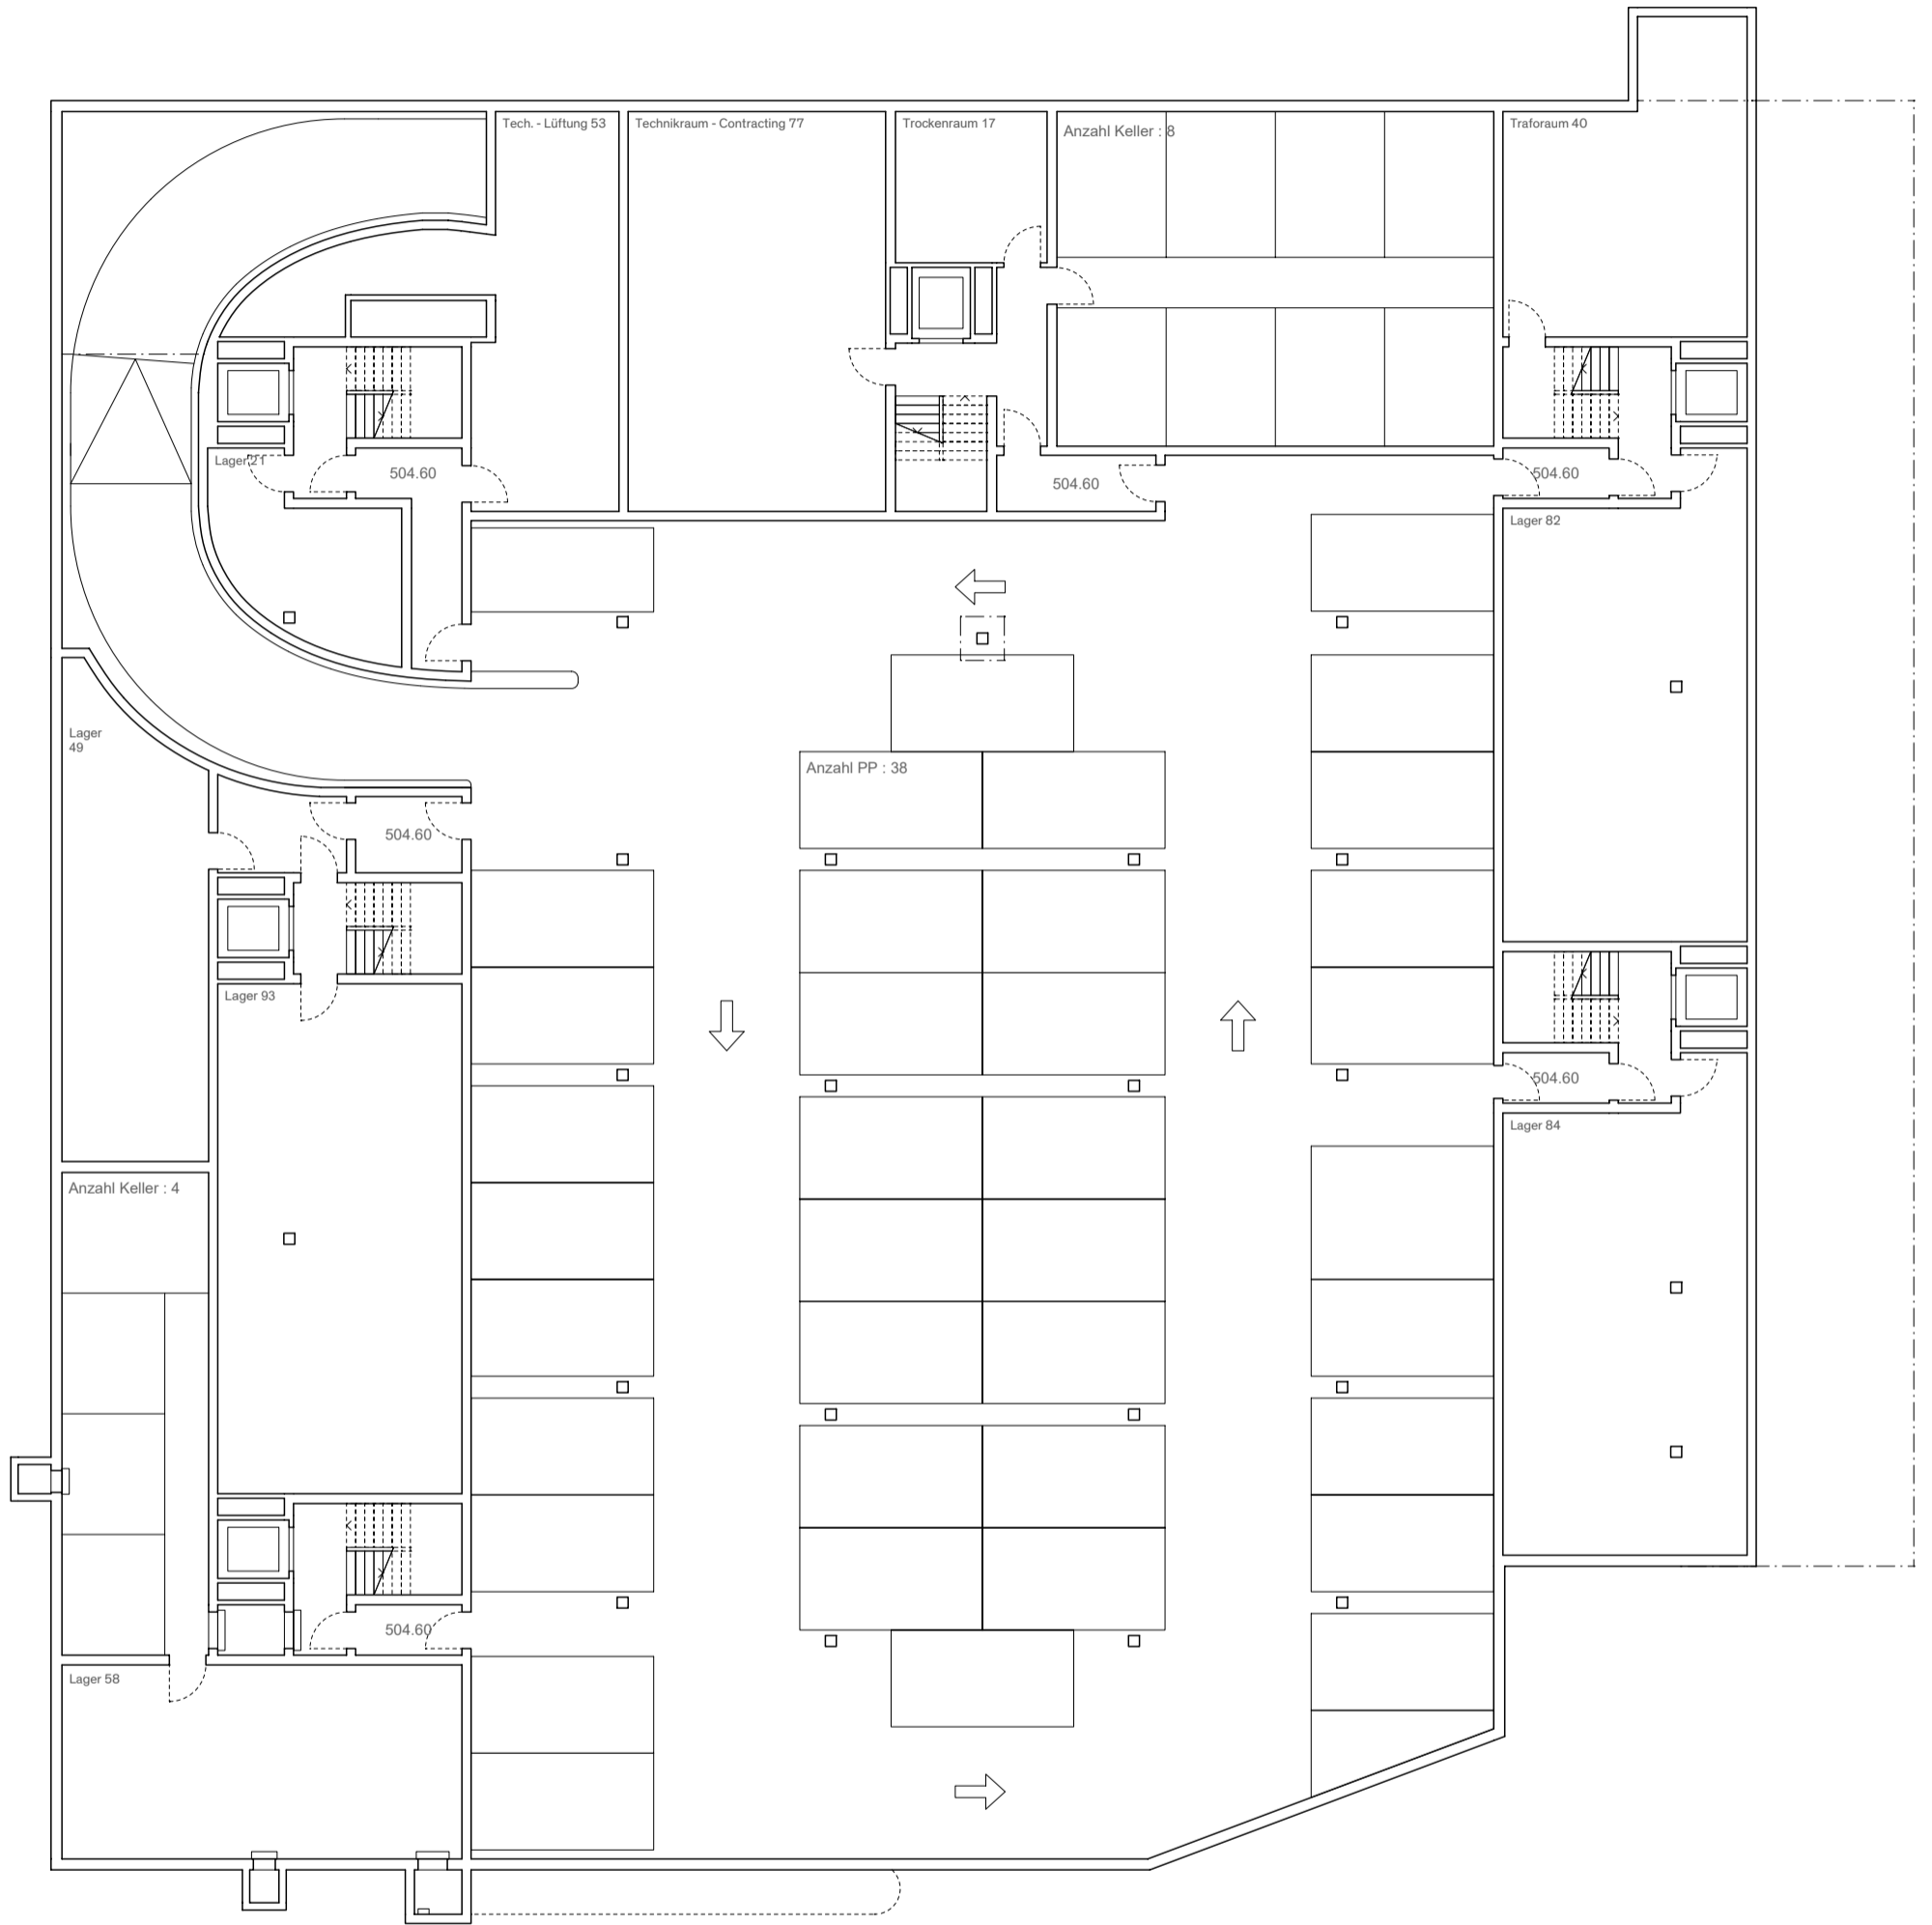 Tech. - Lüftung 53
Technikraum - Contracting 77
Trockenraum 17
Anzahl Keller : 8
Traforaum 40
Lager 21
504.60
504.60
504.60
Lager 82
Lager
49
Anzahl PP : 38
504.60
Lager 93
504.60
Lager 84
Anzahl Keller : 4
504.60
Lager 58